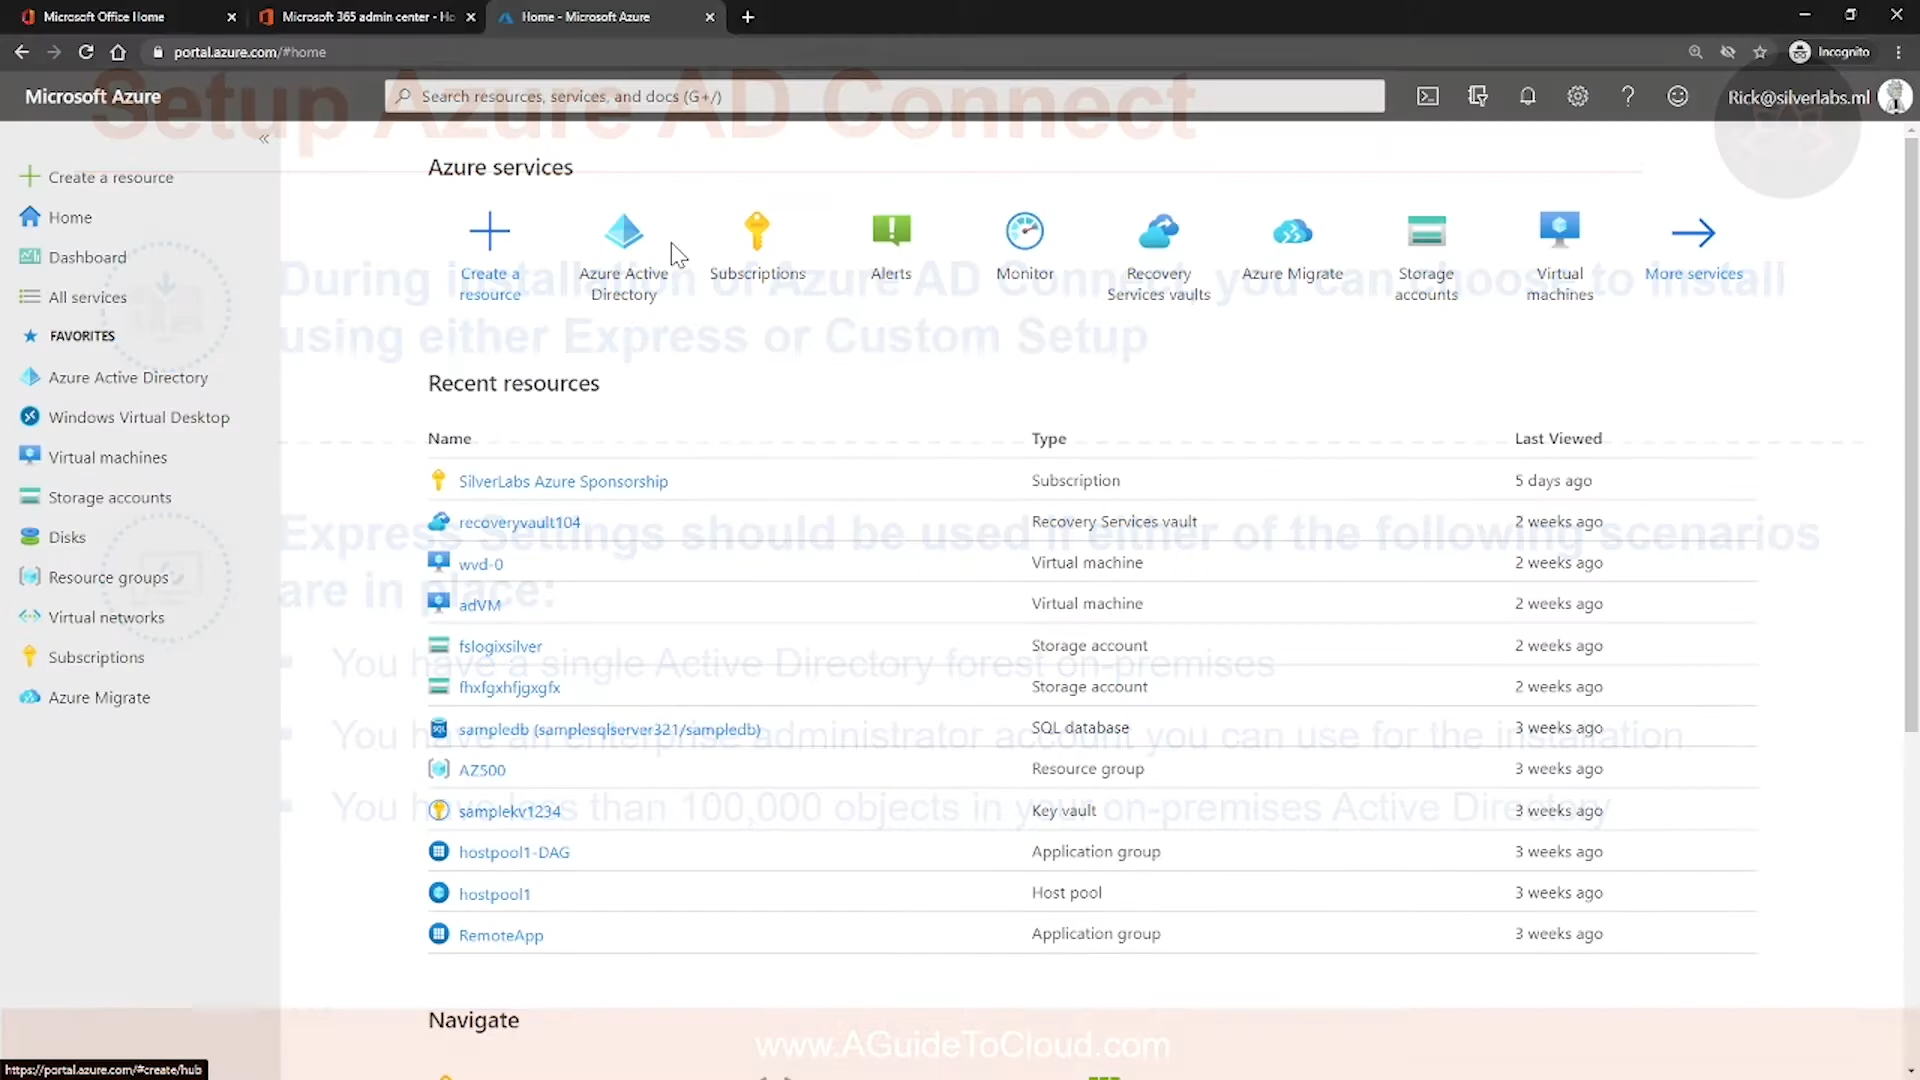 Microsoft Office Home
Microsoft 365 admin center - Ho
Home - Microsoft Azure
portal.azure.com/#home
Incognito
Setup Azure AD Connect
Microsoft Azure
Search resources, services, and docs (G+/)
Rick@silverlabs.ml
Create a resource
Home
Dashboard
All services
FAVORITES
Azure Active Directory
Windows Virtual Desktop
Virtual machines
Storage accounts
Disks
Resource groups
Virtual networks
Subscriptions
Azure Migrate
Azure services
Create a resource
Azure Active Directory
Subscriptions
Alerts
Monitor
Recovery Services vaults
Azure Migrate
Storage accounts
Virtual machines
More services
During installation of Azure AD Connect, you can choose to install
using either Express or Custom Setup
Recent resources
Name Type Last Viewed
SilverLabs Azure Sponsorship Subscription 5 days ago
recoveryvault104 Recovery Services vault 2 weeks ago
wvd-0 Virtual machine 2 weeks ago
adVM Virtual machine 2 weeks ago
fslogixsilver Storage account 2 weeks ago
fhxfgxhfjgxgfx Storage account 2 weeks ago
sampledb (samplesqlserver321/sampledb) SQL database 3 weeks ago
AZ500 Resource group 3 weeks ago
samplekv1234 Key vault 3 weeks ago
hostpool1-DAG Application group 3 weeks ago
hostpool1 Host pool 3 weeks ago
RemoteApp Application group 3 weeks ago
Express Settings should be used if either of the following scenarios
are in place:
You have a single Active Directory forest on-premises
You have an enterprise administrator account you can use for the installation
You have less than 100,000 objects in your on-premises Active Directory
Navigate
www.AGuideToCloud.com
https://portal.azure.com/#create/hub